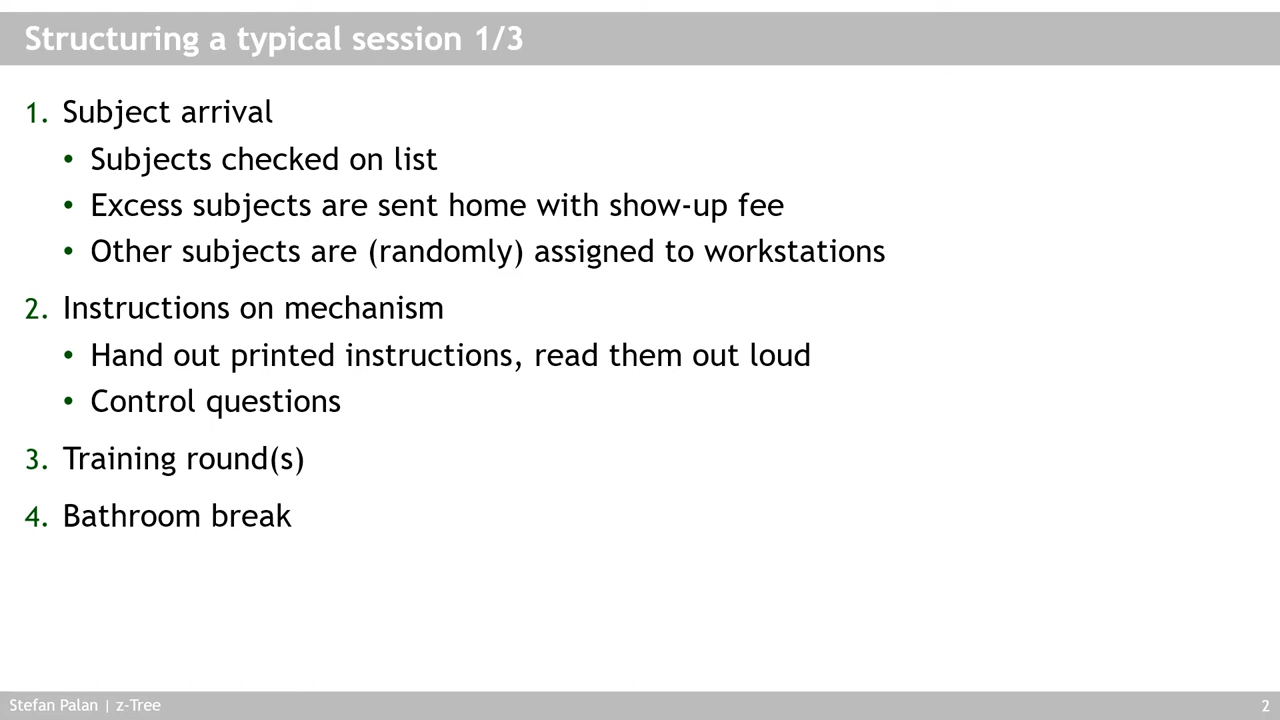 Structuring a typical session 1/3
1. Subject arrival
• Subjects checked on list
• Excess subjects are sent home with show-up fee
• Other subjects are (randomly) assigned to workstations
2. Instructions on mechanism
• Hand out printed instructions, read them out loud
• Control questions
3. Training round(s)
4. Bathroom break
Stefan Palan | z-Tree 2